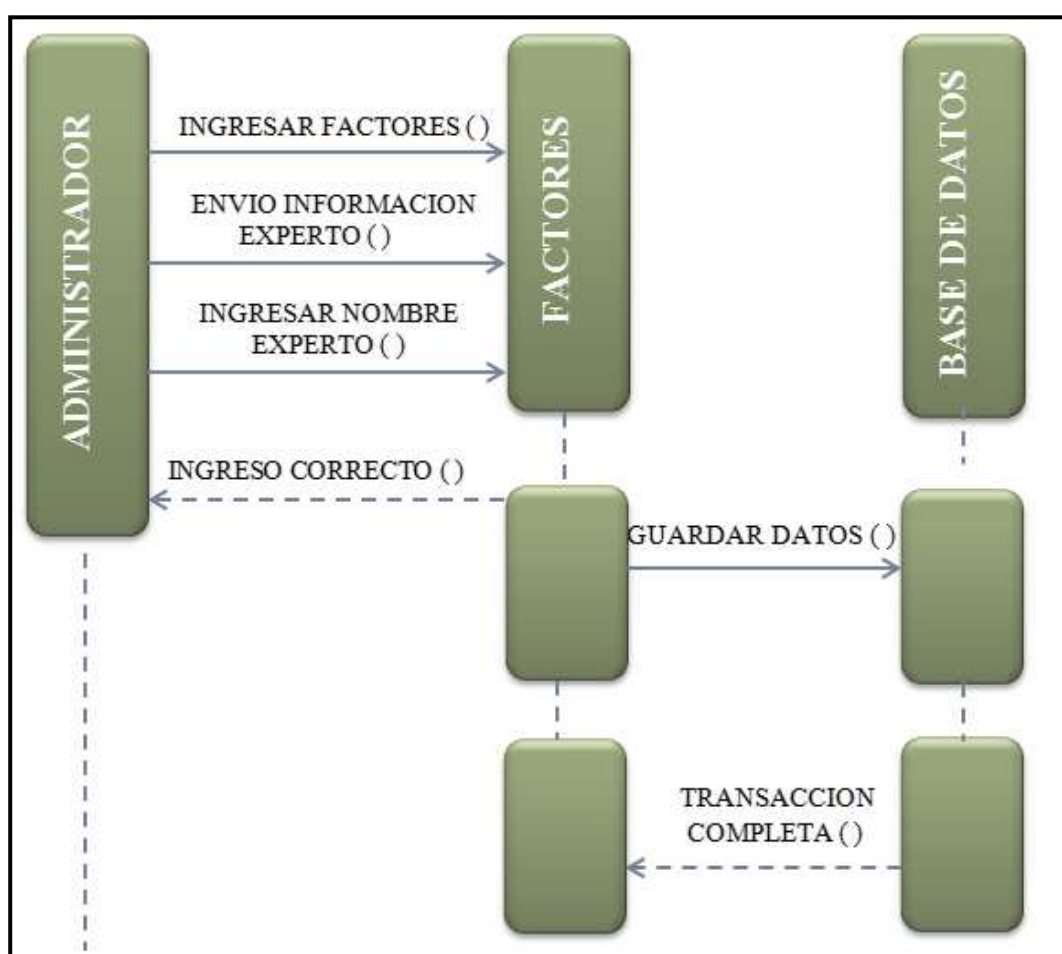 ADMINISTRADOR
FACTORES
BASE DE DATOS
INGRESAR FACTORES ( )
ENVIO INFORMACION
EXPERTO ( )
INGRESAR NOMBRE
EXPERTO ( )
INGRESO CORRECTO ( )
GUARDAR DATOS ( )
TRANSACCION
COMPLETA ( )